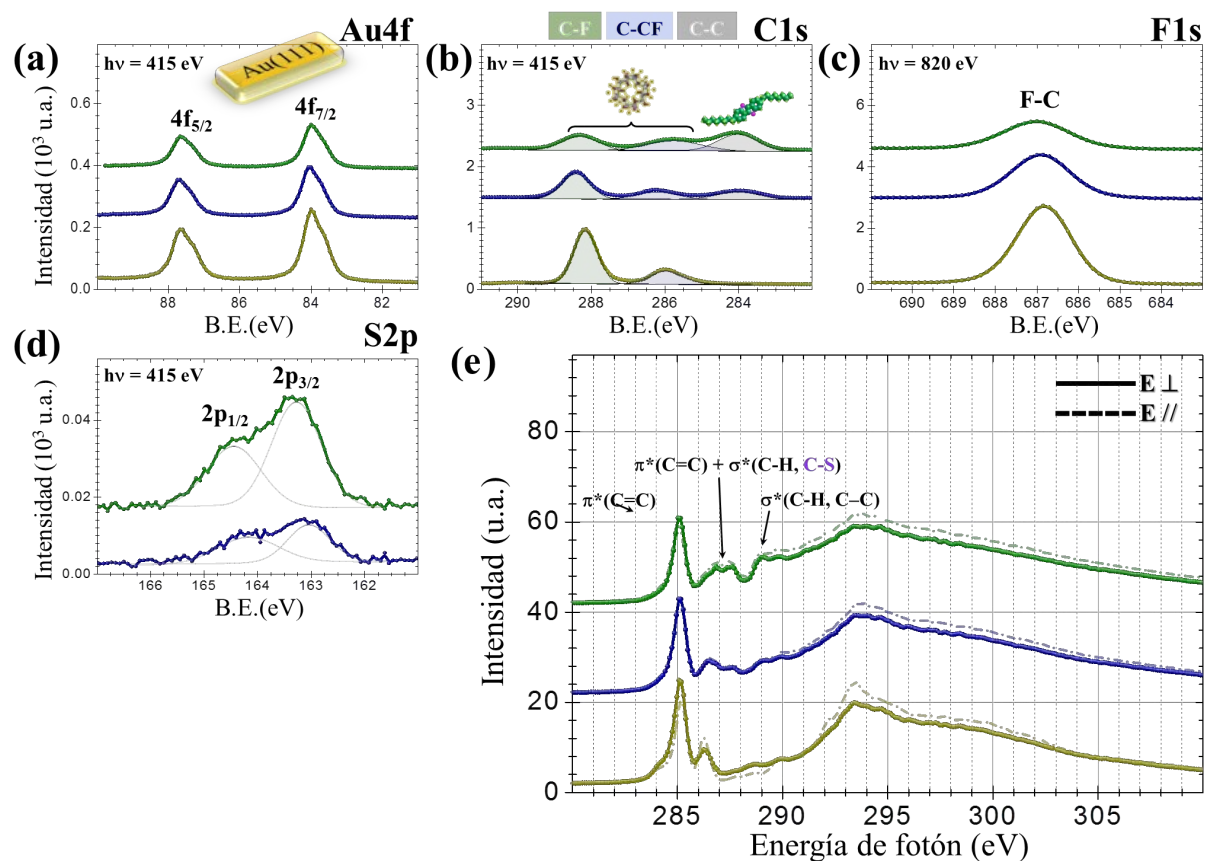 C-F C-CF C-C
(a) Au4f
hν = 415 eV
Au(111)
4f5/2
4f7/2
Intensidad (10³ u.a.)
0.6
0.4
0.2
0.0
88 86 84 82
B.E.(eV)
(b) C1s
hν = 415 eV
3
2
1
0
290 288 286 284
B.E.(eV)
(c) F1s
hν = 820 eV
F-C
6
4
2
0
690 689 688 687 686 685 684
B.E.(eV)
(d) S2p
hν = 415 eV
2p1/2
2p3/2
Intensidad (10³ u.a.)
0.04
0.02
0.00
166 165 164 163 162
B.E.(eV)
(e)
E ⊥
E //
π*(C=C) + σ*(C-H, C-S)
π*(C=C)
σ*(C-H, C–C)
Intensidad (u.a.)
80
60
40
20
0
285 290 295 300 305
Energía de fotón (eV)